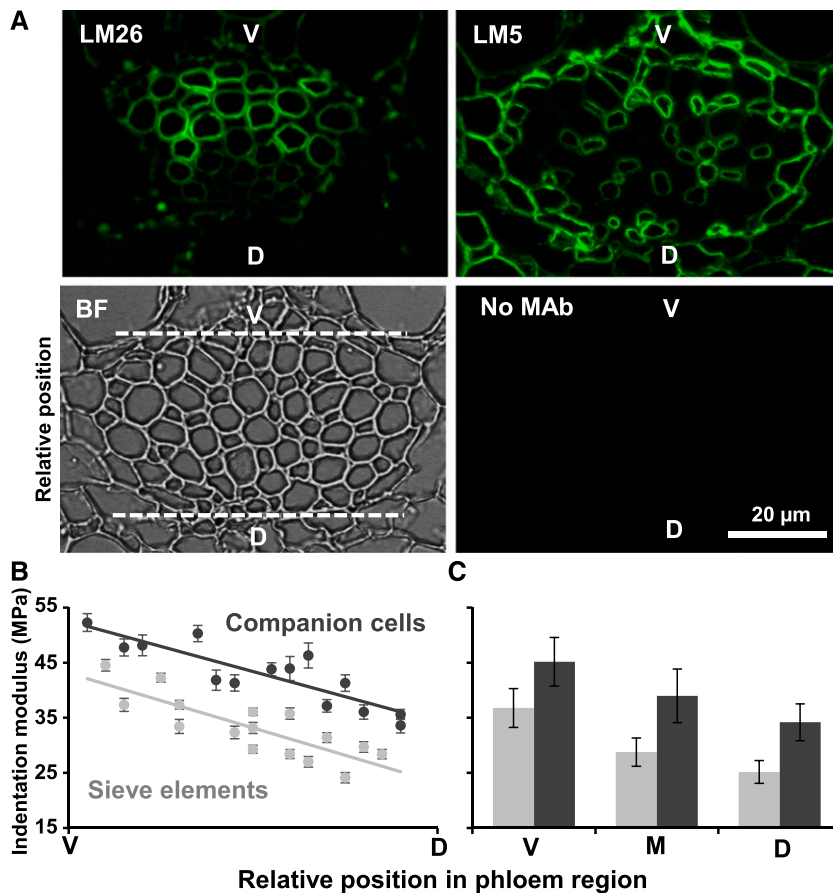 A
LM26
V
D
LM5
V
D
BF
V
D
Relative position
No MAb
V
D
20 µm
B
Indentation modulus (MPa)
55
45
35
25
15
Companion cells
Sieve elements
V
D
C
V
M
D
Relative position in phloem region